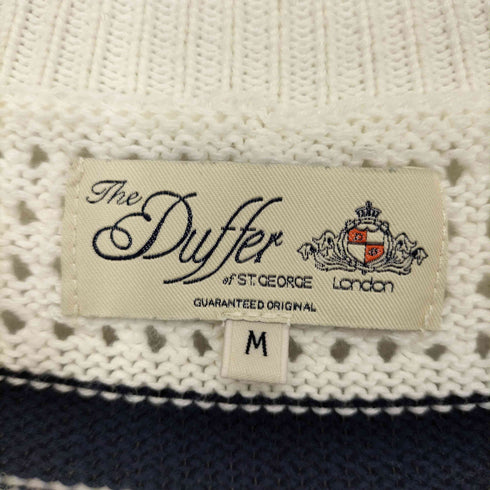 The
Duffer
of ST. GEORGE
London
GUARANTEED ORIGINAL
M